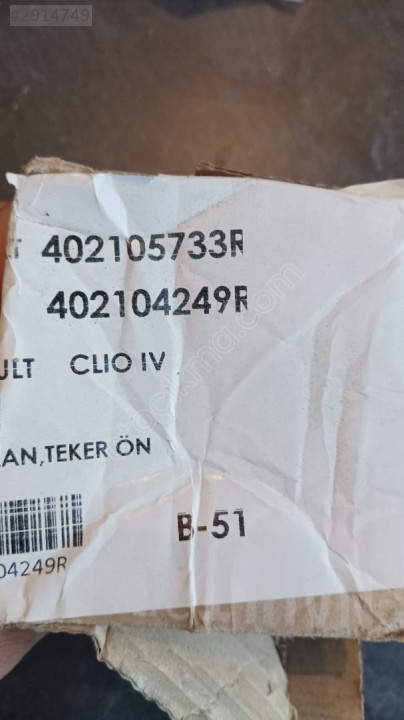 #2914749
T 402105733R
402104249R
ULT CLIO IV
AN,TEKER ÖN
B-51
04249R